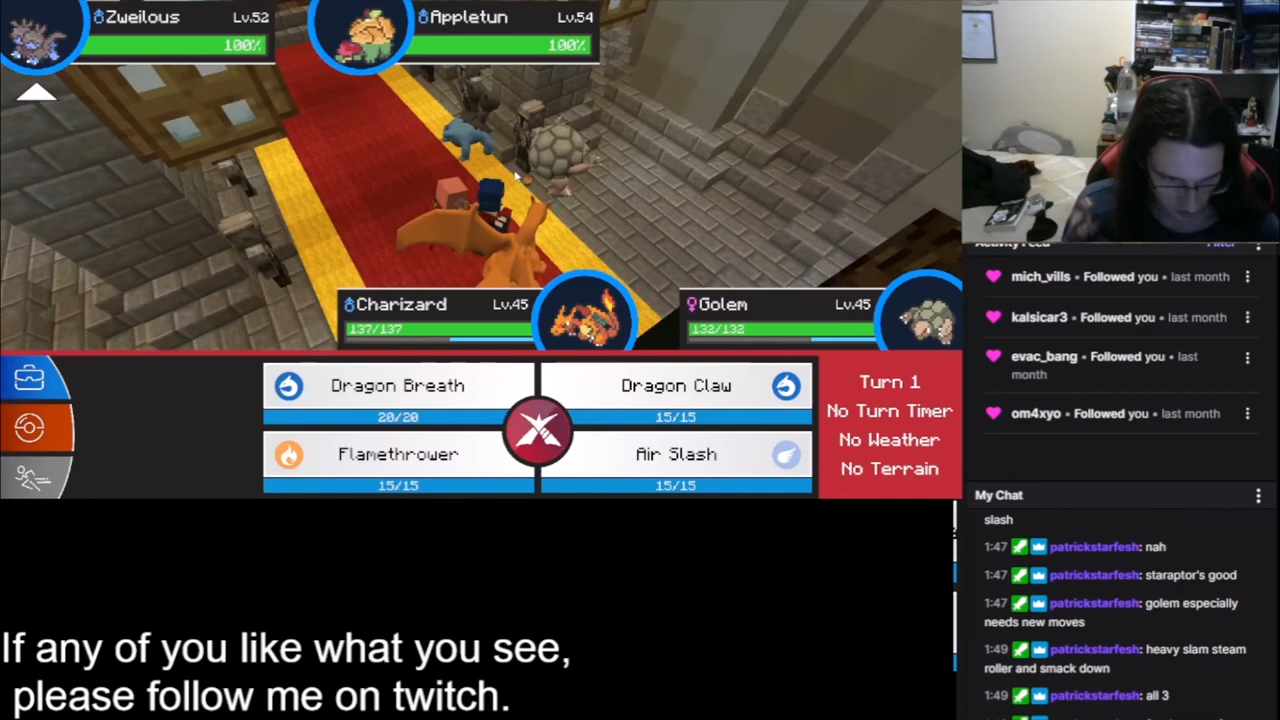 Zweilous Lv.52
100%
Appletun Lv.54
100%
Charizard Lv.45
137/137
Golem Lv.45
132/132
Dragon Breath
20/20
Dragon Claw
15/15
Flamethrower
15/15
Air Slash
15/15
Turn 1
No Turn Timer
No Weather
No Terrain
Activity Feed Filter
mich_vills • Followed you • last month
kalsicar3 • Followed you • last month
evac_bang • Followed you • last
month
om4xyo • Followed you • last month
My Chat
slash
1:47 patrickstarfesh: nah
1:47 patrickstarfesh: staraptor's good
1:47 patrickstarfesh: golem especially
needs new moves
1:49 patrickstarfesh: heavy slam steam
roller and smack down
1:49 patrickstarfesh: all 3
If any of you like what you see,
please follow me on twitch.